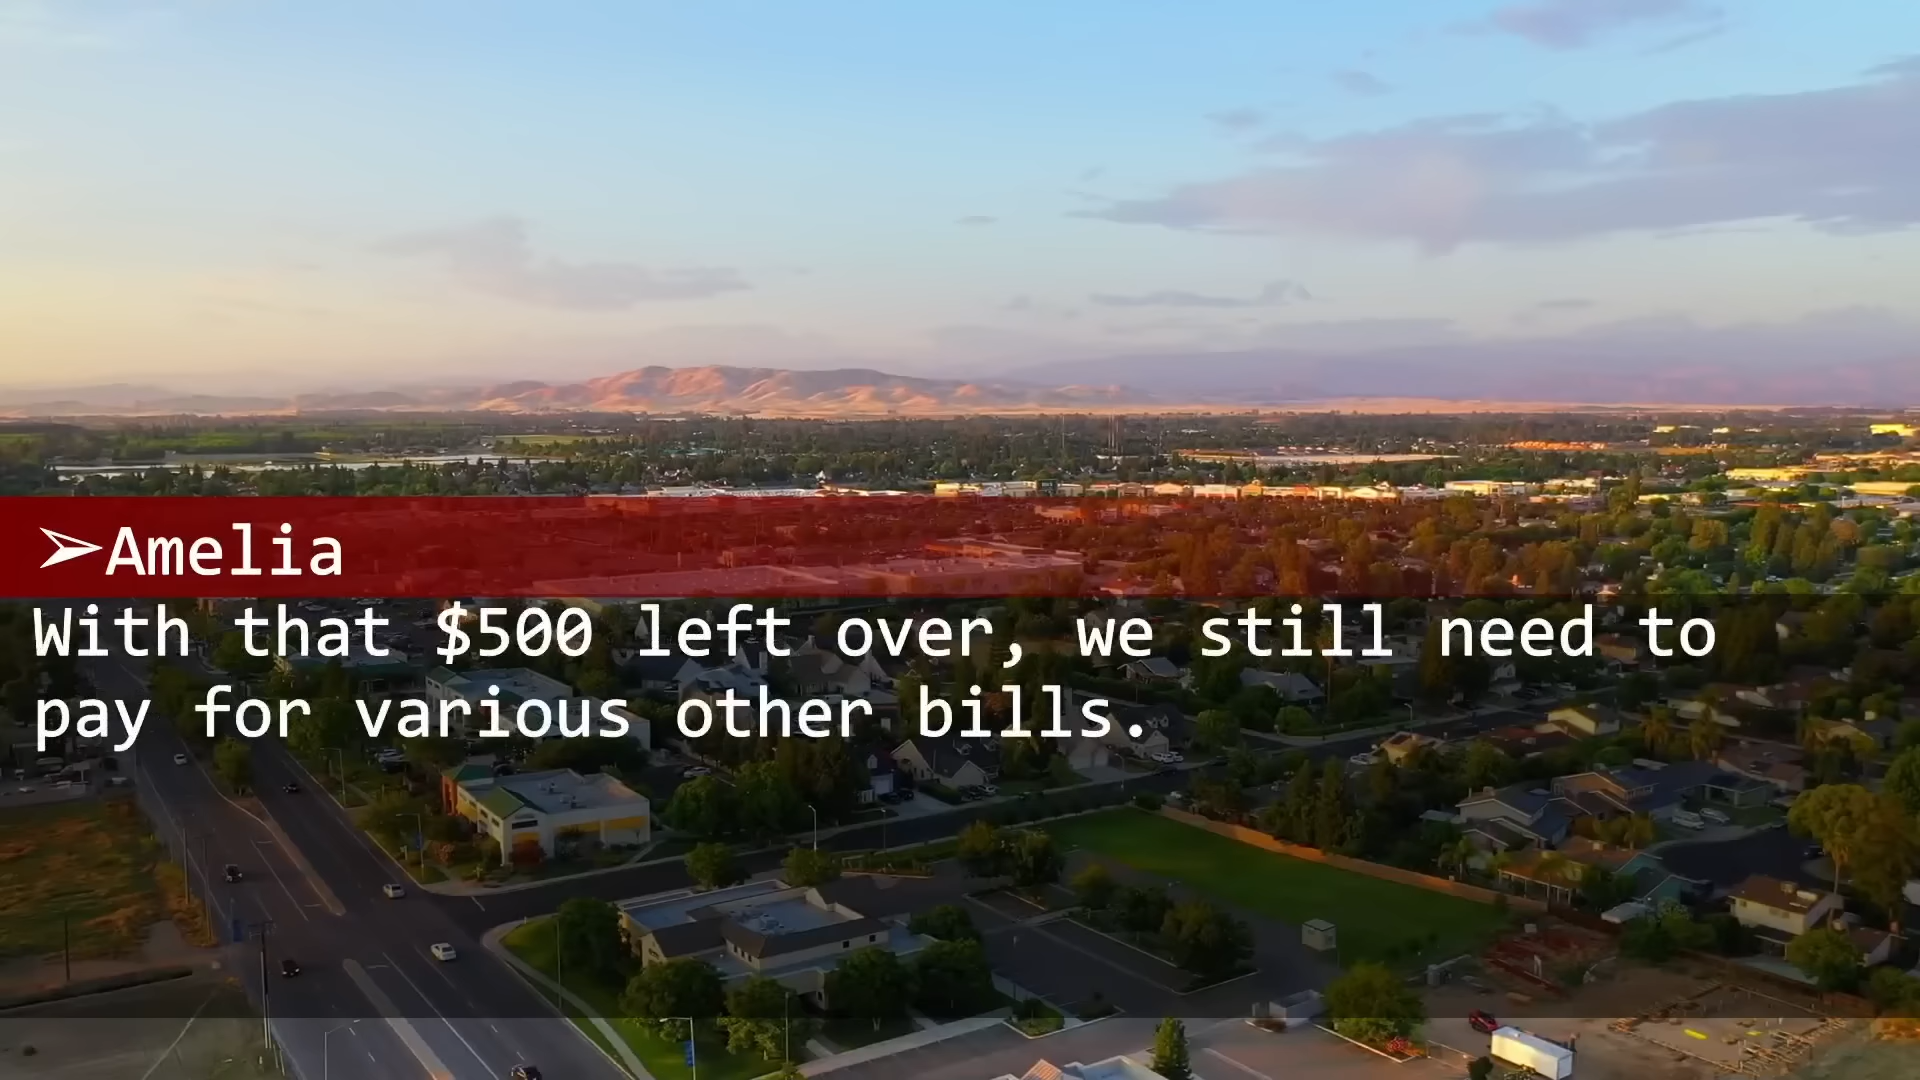 ➢Amelia
With that $500 left over, we still need to
pay for various other bills.